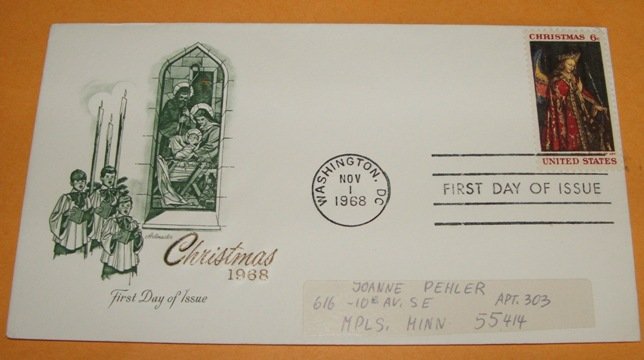 CHRISTMAS 6c
UNITED STATES
WASHINGTON, DC
NOV
1
1968
FIRST DAY OF ISSUE
Artmaster
Christmas
1968
First Day of Issue
JOANNE PEHLER
616 -10th AV. SE APT. 303
MPLS. MINN 55414